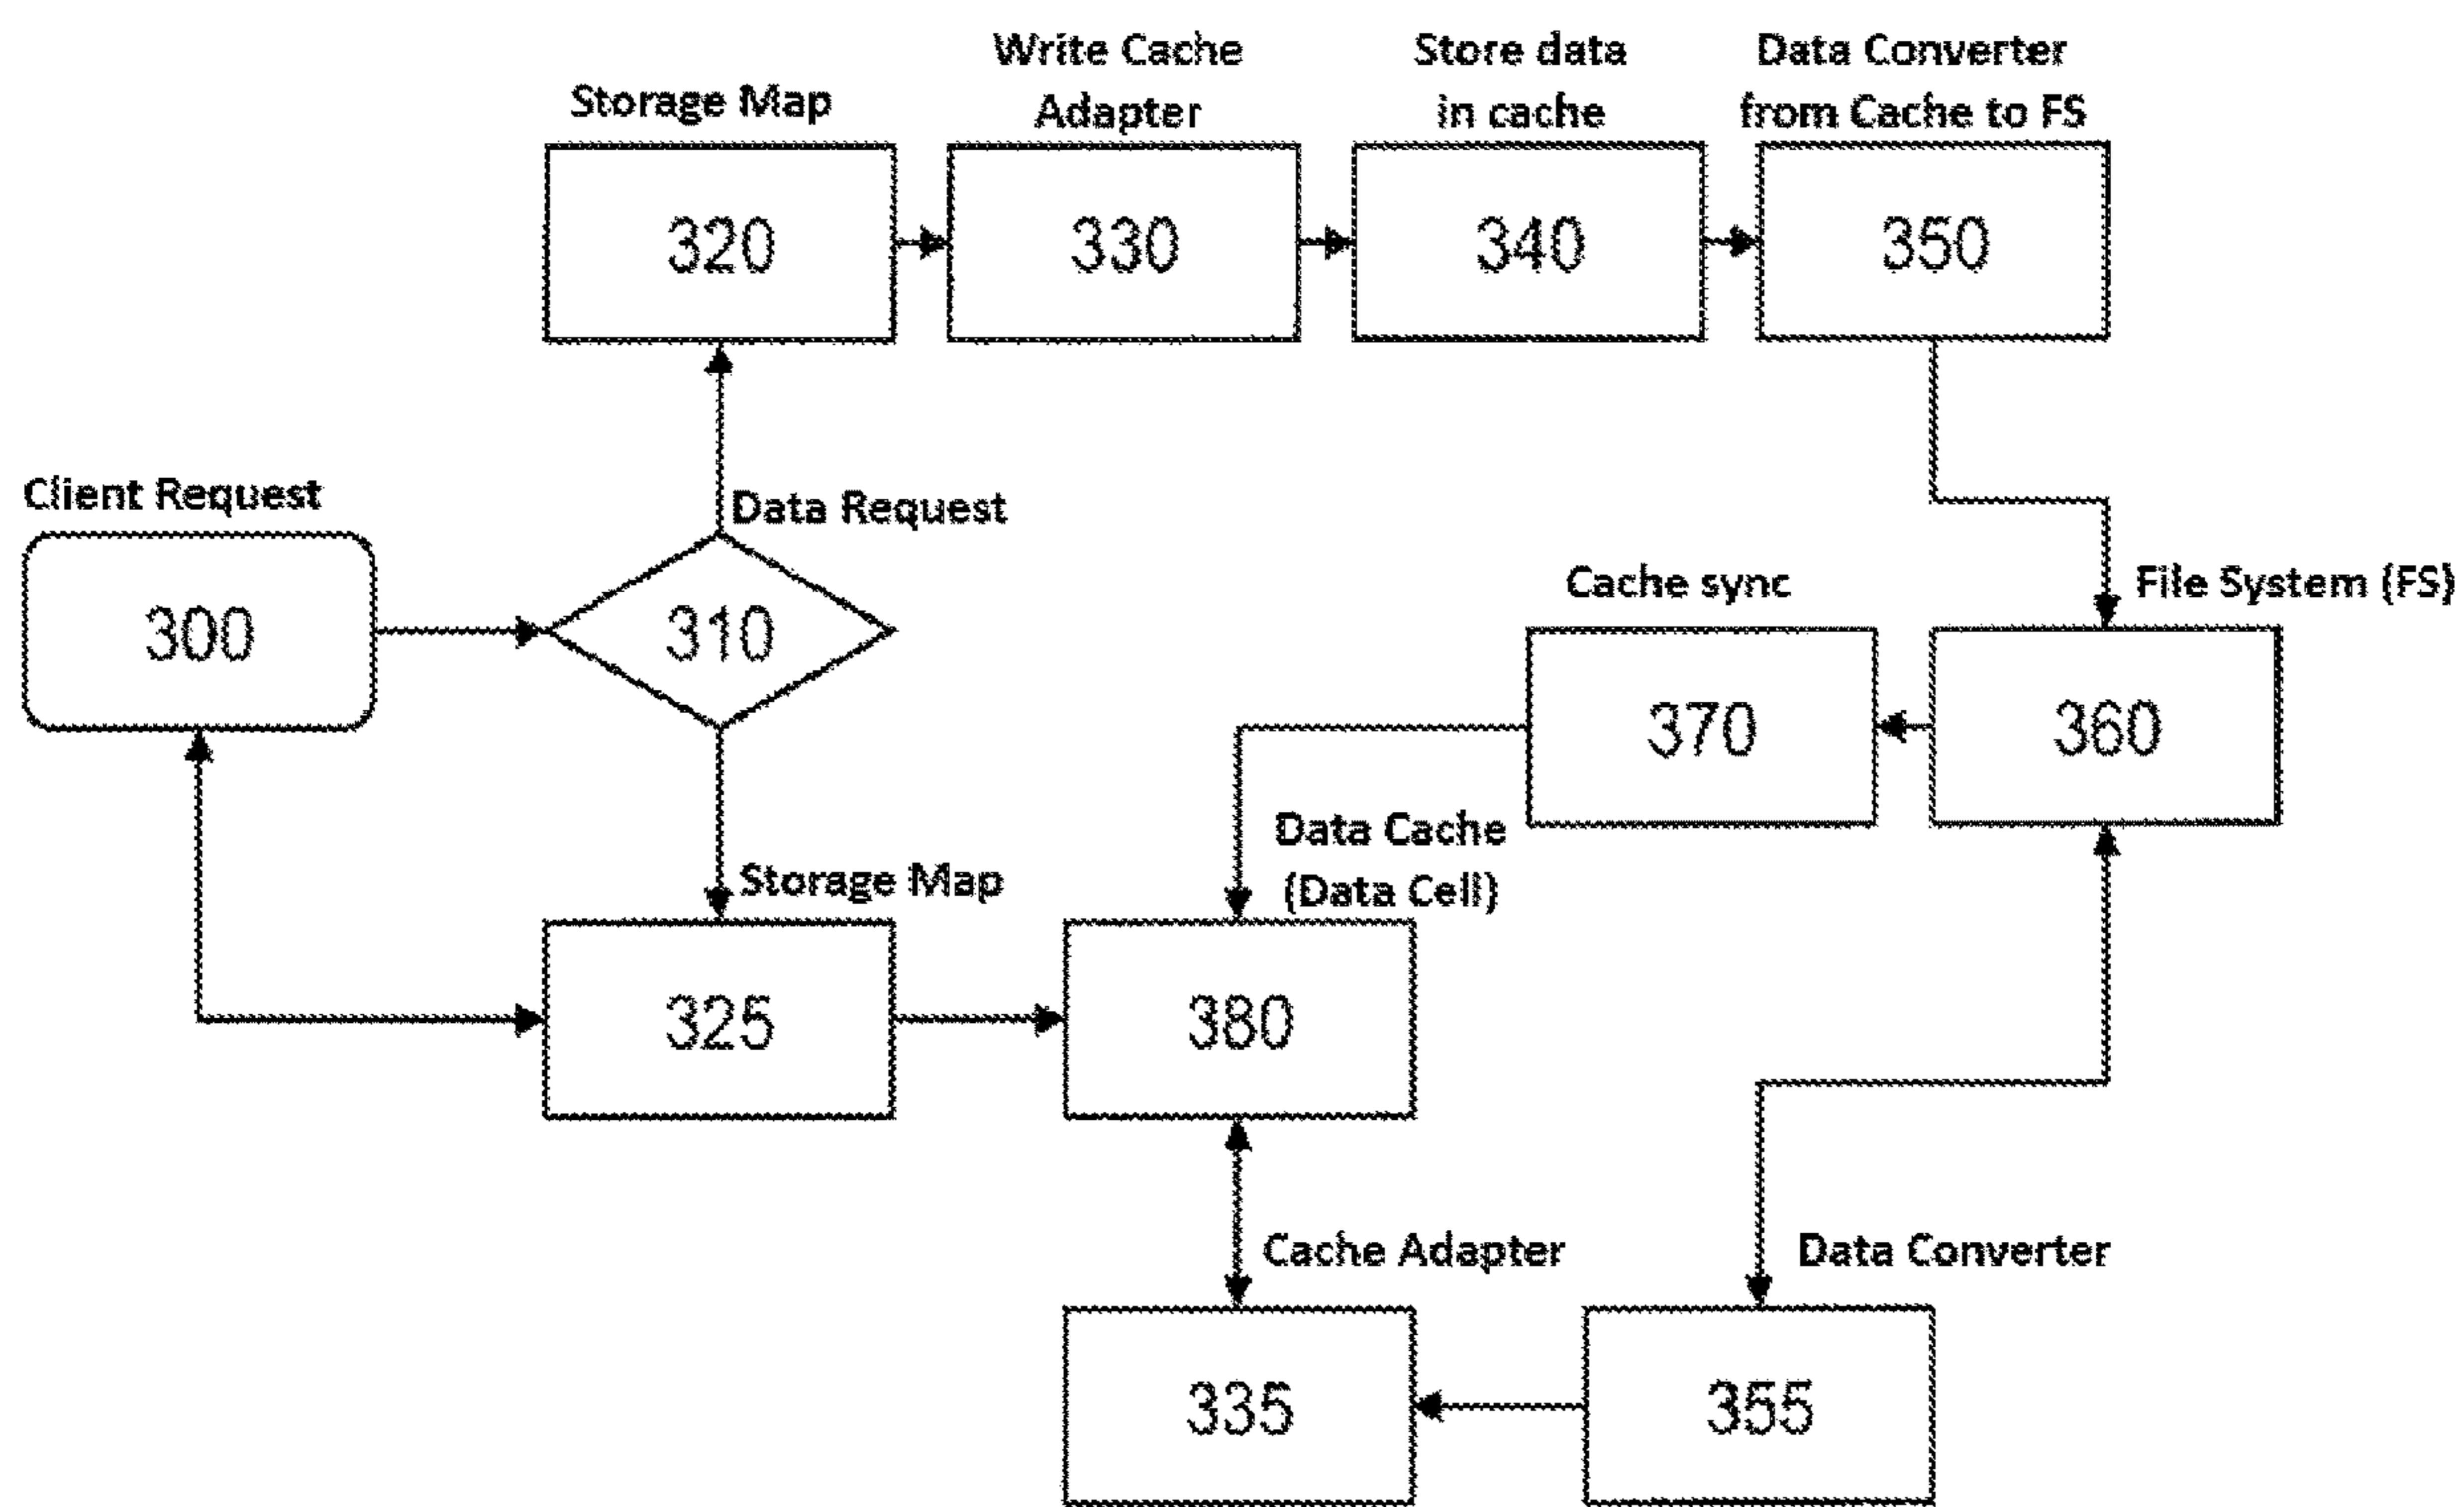 Storage Map
Write Cache
Adapter
Store data
in cache
Data Converter
from Cache to FS
320
330
340
350
Client Request
300
Data Request
310
Cache sync
370
File System (FS)
360
Storage Map
325
Data Cache
(Data Cell)
380
Cache Adapter
335
Data Converter
355